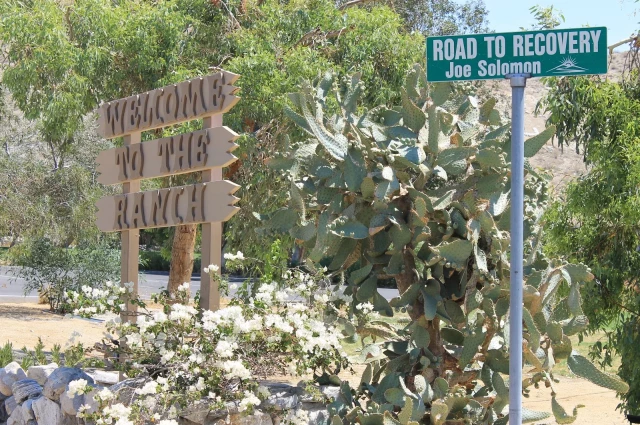 WELCOME
TO THE
RANCH
ROAD TO RECOVERY
Joe Solomon